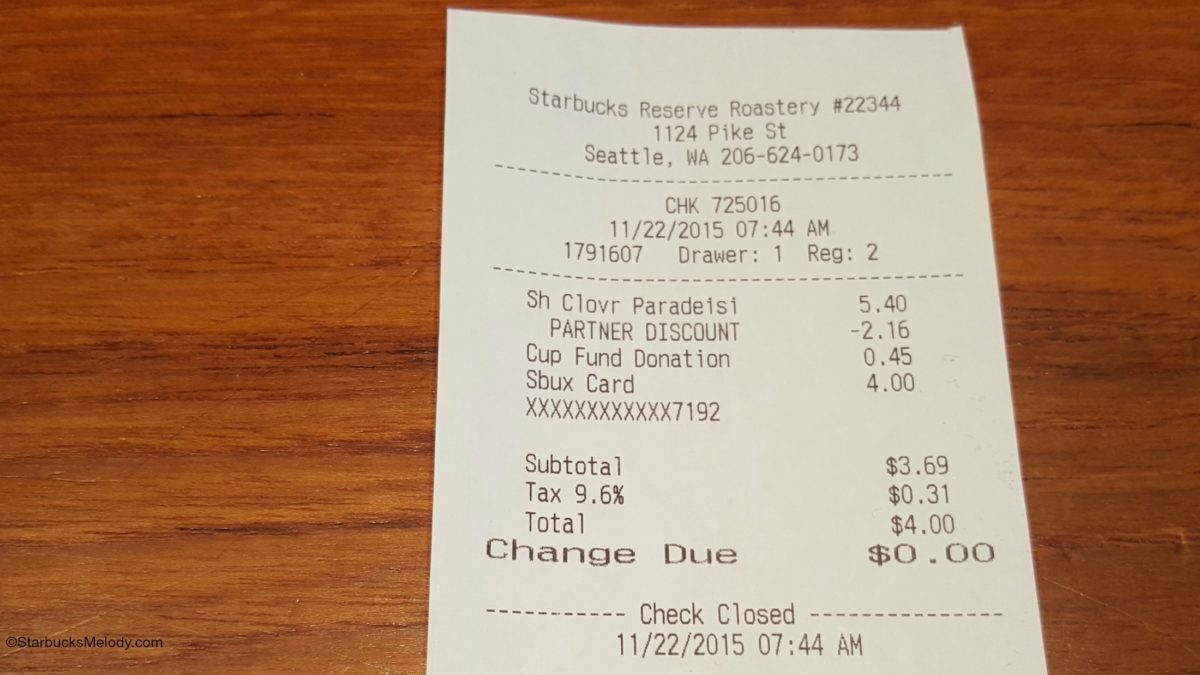 Starbucks Reserve Roastery #22344
1124 Pike St
Seattle, WA 206-624-0173
--------------------------------
CHK 725016
11/22/2015 07:44 AM
1791607 Drawer: 1 Reg: 2
--------------------------------
Sh Clovr Paradeisi 5.40
PARTNER DISCOUNT -2.16
Cup Fund Donation 0.45
Sbux Card 4.00
XXXXXXXXXXXX7192
Subtotal $3.69
Tax 9.6% $0.31
Total $4.00
Change Due $0.00
----------- Check Closed -----------
11/22/2015 07:44 AM
©StarbucksMelody.com